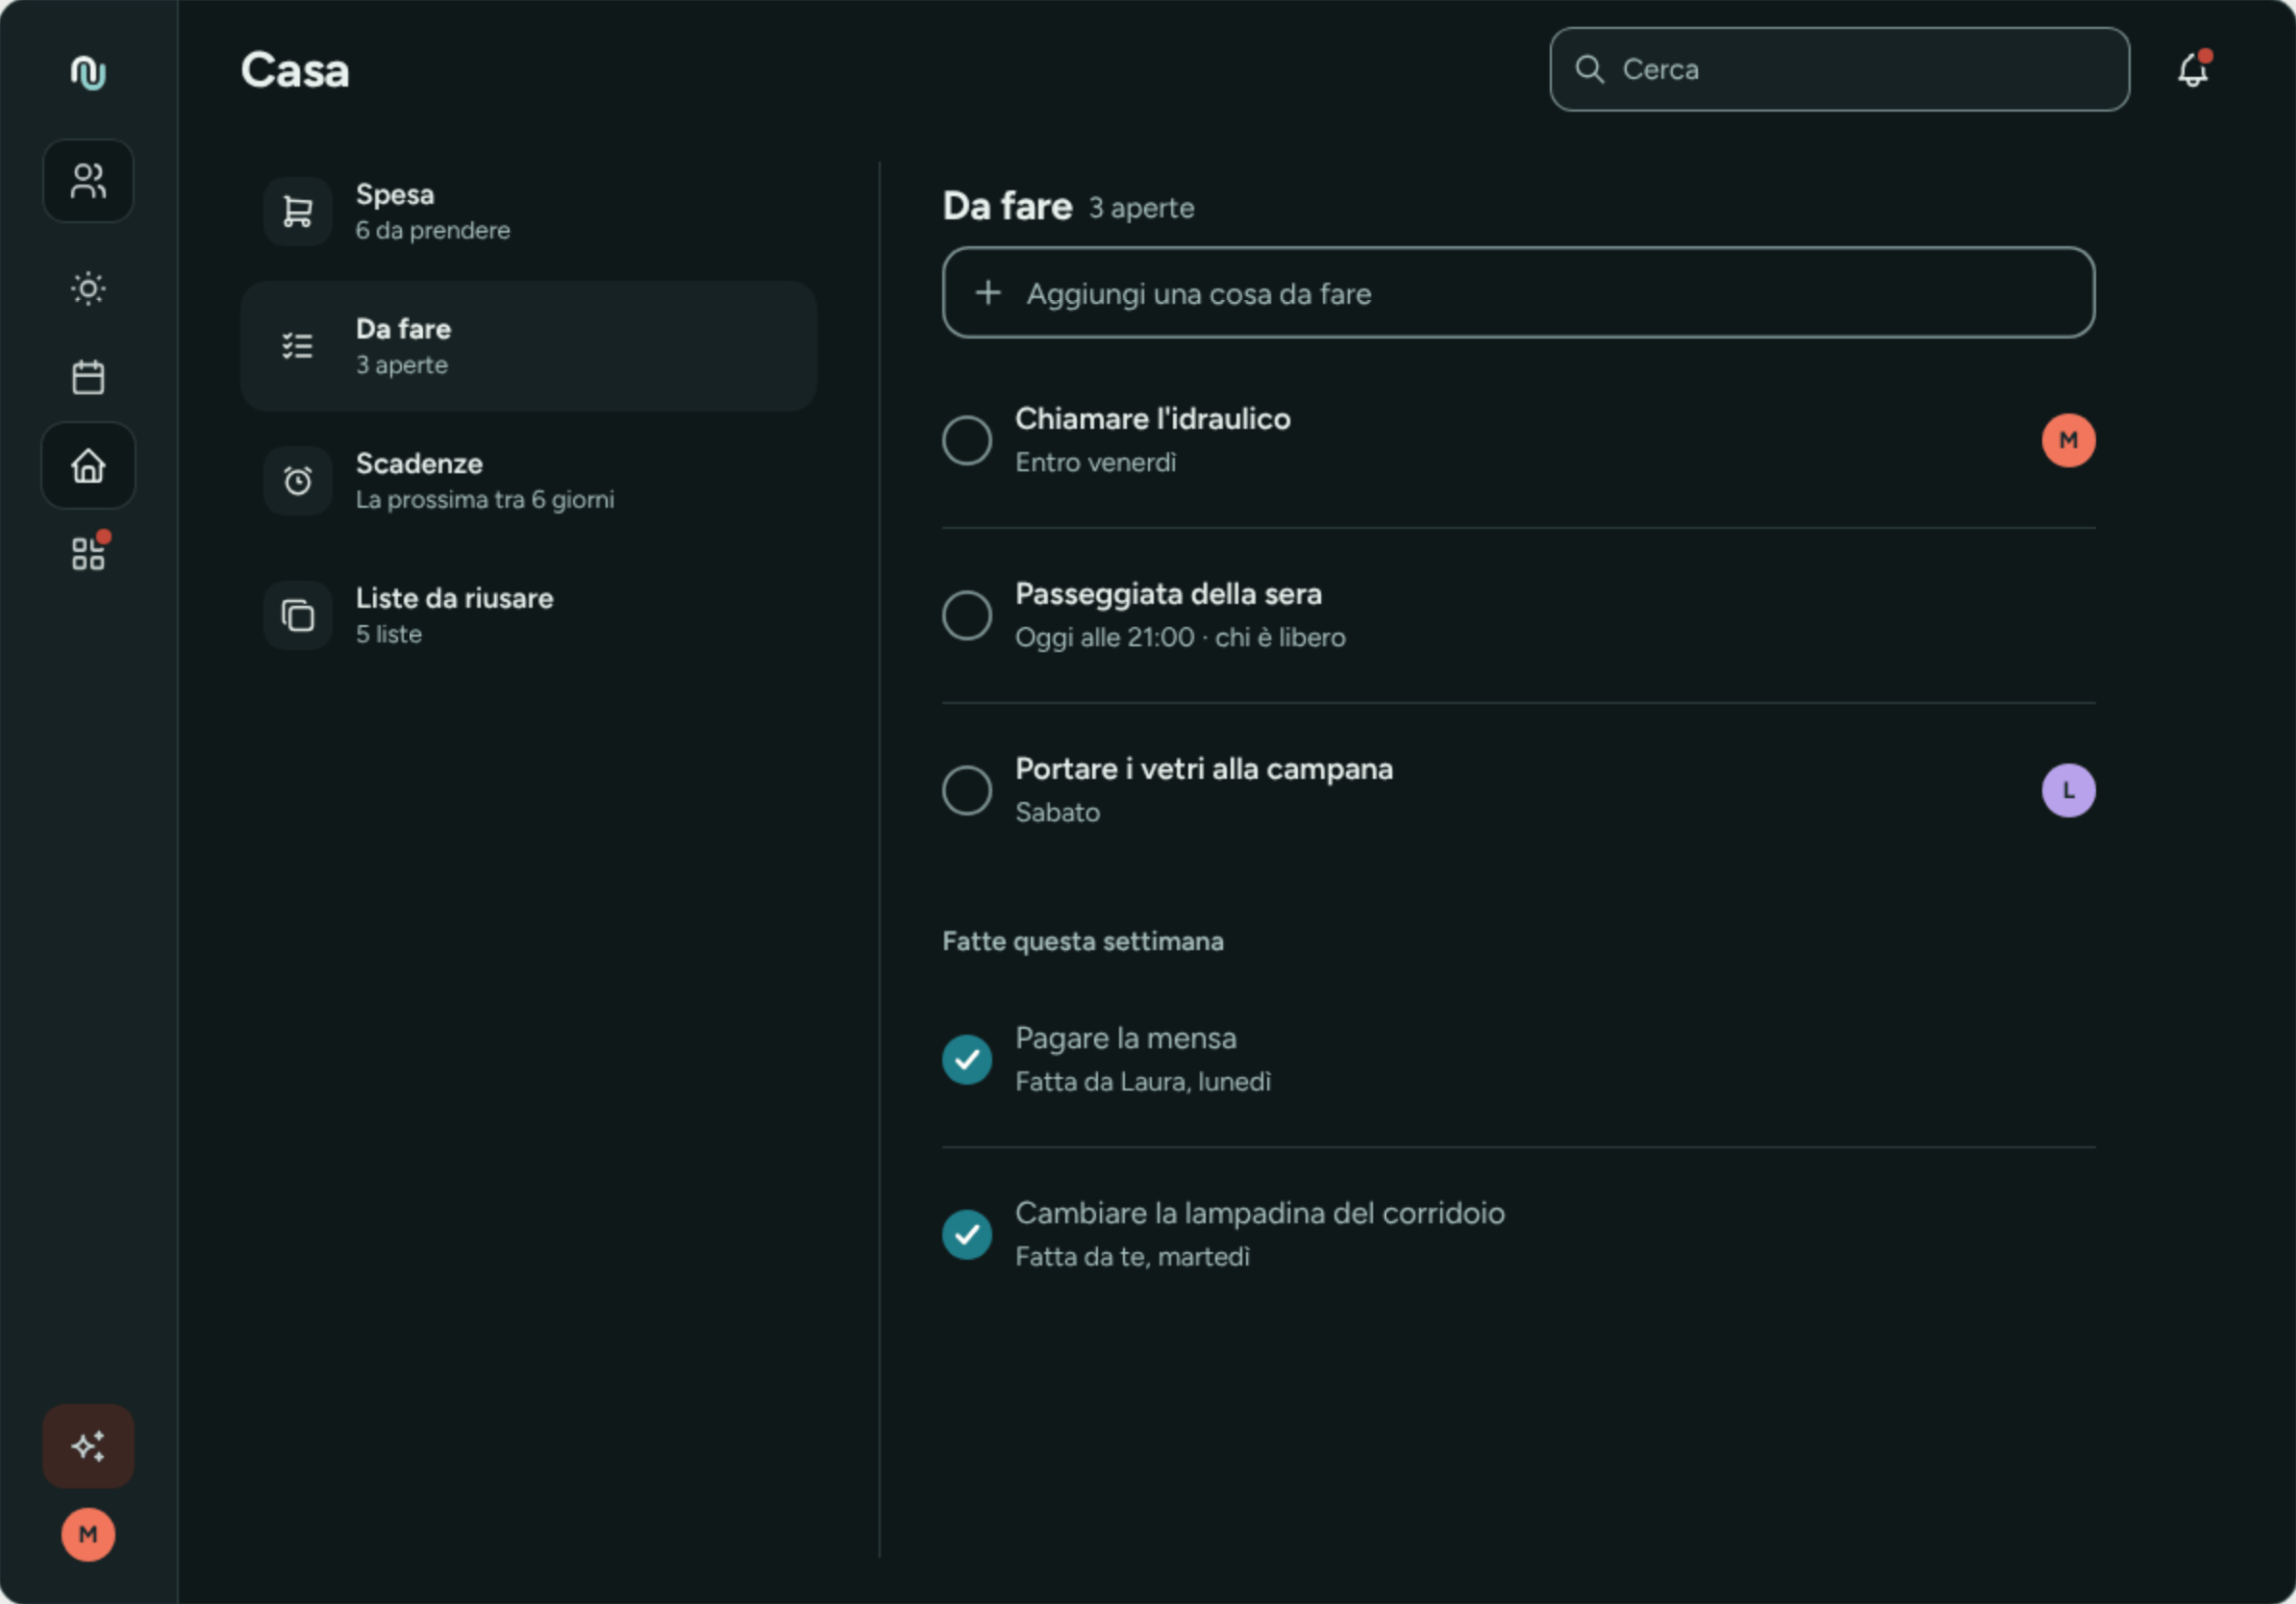 Casa
Cerca
Spesa
6 da prendere
Da fare
3 aperte
Scadenze
La prossima tra 6 giorni
Liste da riusare
5 liste
Da fare 3 aperte
Aggiungi una cosa da fare
Chiamare l'idraulico
Entro venerdì
M
Passeggiata della sera
Oggi alle 21:00 · chi è libero
Portare i vetri alla campana
Sabato
L
Fatte questa settimana
Pagare la mensa
Fatta da Laura, lunedì
Cambiare la lampadina del corridoio
Fatta da te, martedì
M